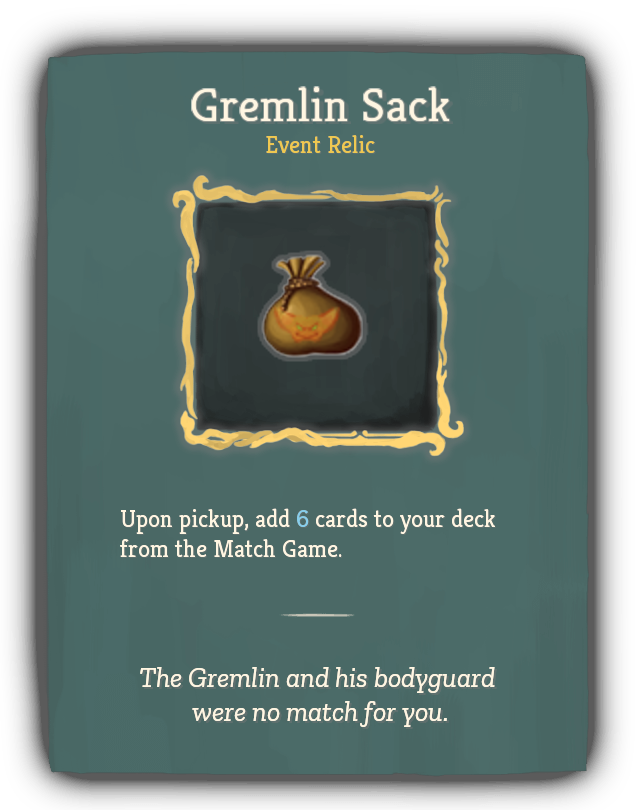 Gremlin Sack
Event Relic
Upon pickup, add 6 cards to your deck
from the Match Game.
The Gremlin and his bodyguard
were no match for you.